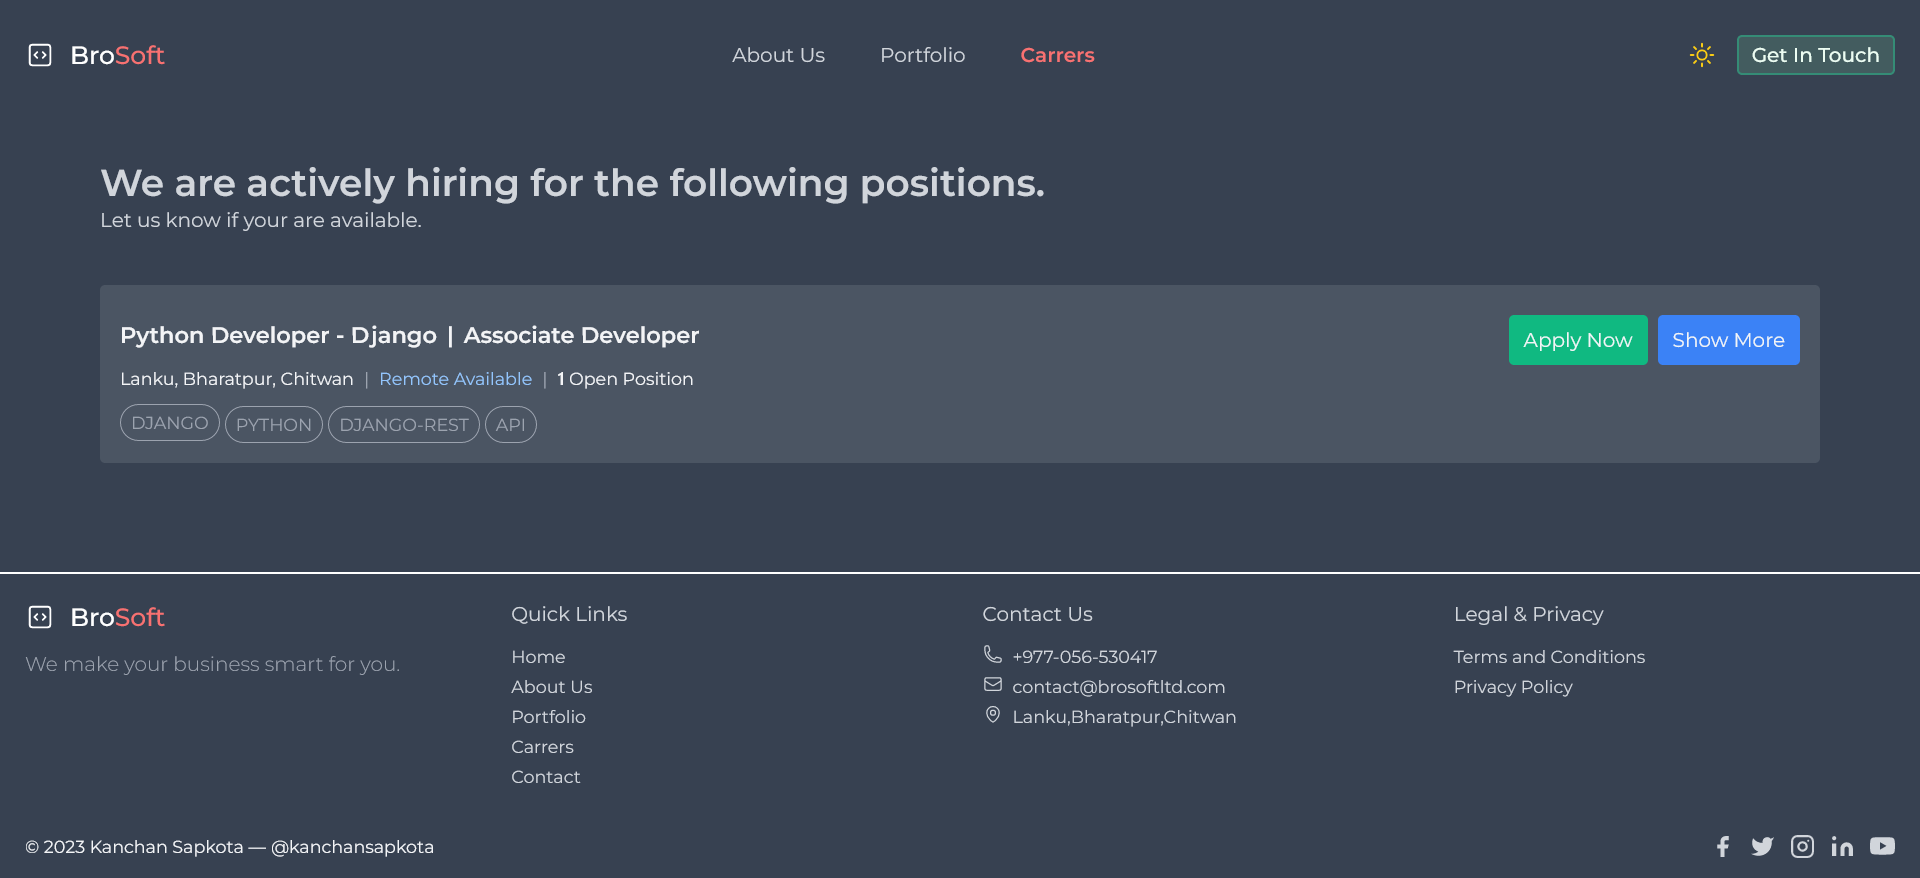 BroSoft
About Us
Portfolio
Carrers
Get In Touch
We are actively hiring for the following positions.
Let us know if your are available.
Python Developer - Django | Associate Developer
Apply Now
Show More
Lanku, Bharatpur, Chitwan | Remote Available | 1 Open Position
DJANGO
PYTHON
DJANGO-REST
API
BroSoft
We make your business smart for you.
Quick Links
Home
About Us
Portfolio
Carrers
Contact
Contact Us
+977-056-530417
contact@brosoftltd.com
Lanku,Bharatpur,Chitwan
Legal & Privacy
Terms and Conditions
Privacy Policy
© 2023 Kanchan Sapkota — @kanchansapkota